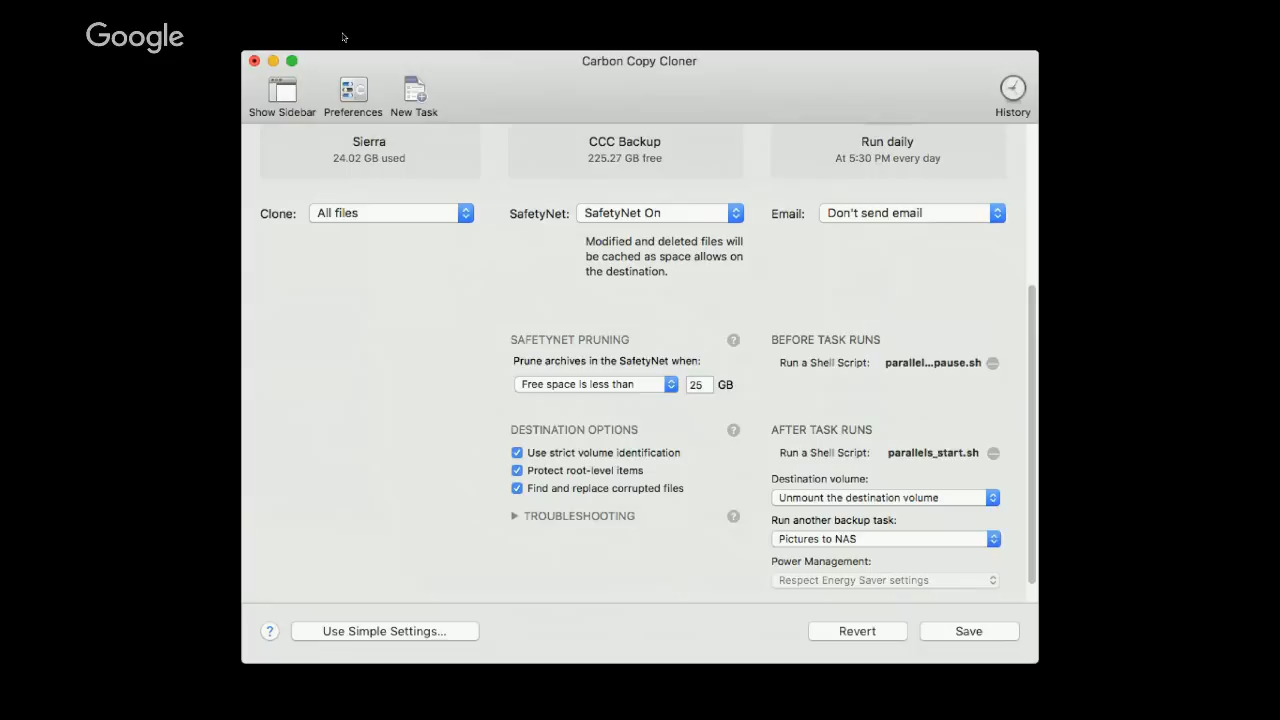 Google
Carbon Copy Cloner
Show Sidebar
Preferences
New Task
History
Sierra
24.02 GB used
CCC Backup
225.27 GB free
Run daily
At 5:30 PM every day
Clone:
All files
SafetyNet:
SafetyNet On
Email:
Don't send email
Modified and deleted files will
be cached as space allows on
the destination.
SAFETYNET PRUNING
?
Prune archives in the SafetyNet when:
Free space is less than
25
GB
BEFORE TASK RUNS
Run a Shell Script:
parallel...pause.sh
DESTINATION OPTIONS
?
Use strict volume identification
Protect root-level items
Find and replace corrupted files
TROUBLESHOOTING
?
AFTER TASK RUNS
Run a Shell Script:
parallels_start.sh
Destination volume:
Unmount the destination volume
Run another backup task:
Pictures to NAS
Power Management:
Respect Energy Saver settings
?
Use Simple Settings...
Revert
Save